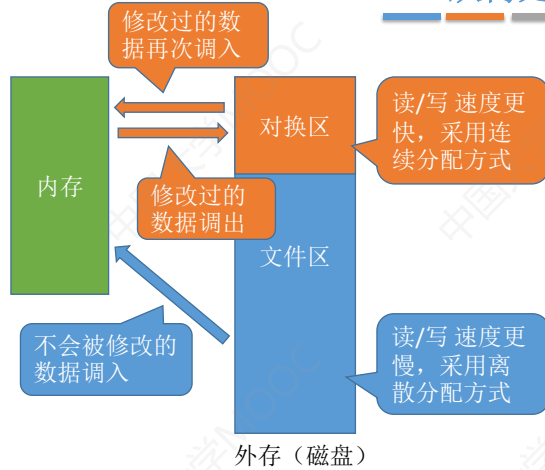 修改过的数
据再次调入
内存
对换区
读/写 速度更
快，采用连
续分配方式
修改过的
数据调出
文件区
不会被修改的
数据调入
读/写 速度更
慢，采用离
散分配方式
外存（磁盘）